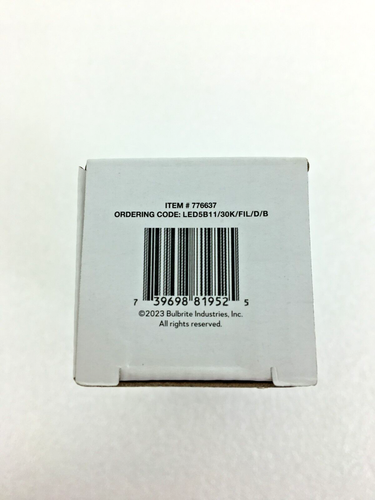 ITEM # 776637
ORDERING CODE: LED5B11/30K/FIL/D/B
7 39698 81952 5
©2023 Bulbrite Industries, Inc.
All rights reserved.